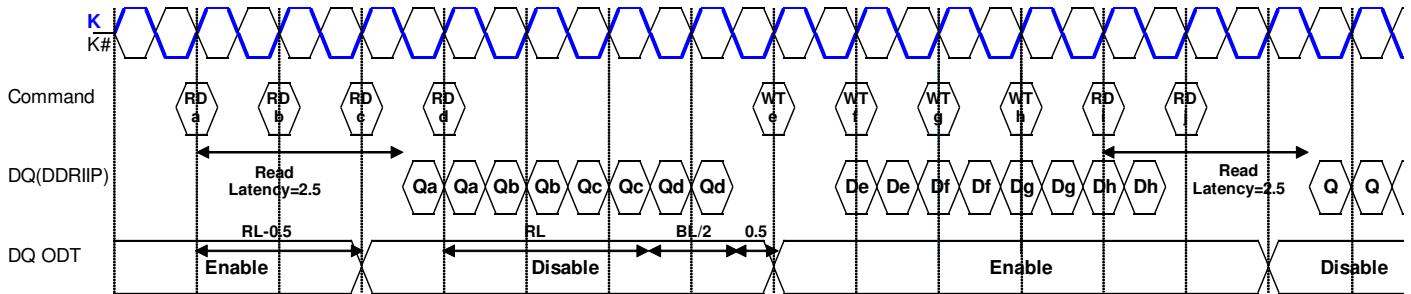 K
K#
Command
RD a
RD b
RD c
RD d
WT e
WT f
WT g
WT h
RD i
RD j
DQ(DDRIIP)
Read
Latency=2.5
Qa Qa Qb Qb Qc Qc Qd Qd
De De Df Df Dg Dg Dh Dh
Read
Latency=2.5
Q Q
DQ ODT
RL-0.5
RL
BL/2
0.5
Enable
Disable
Enable
Disable